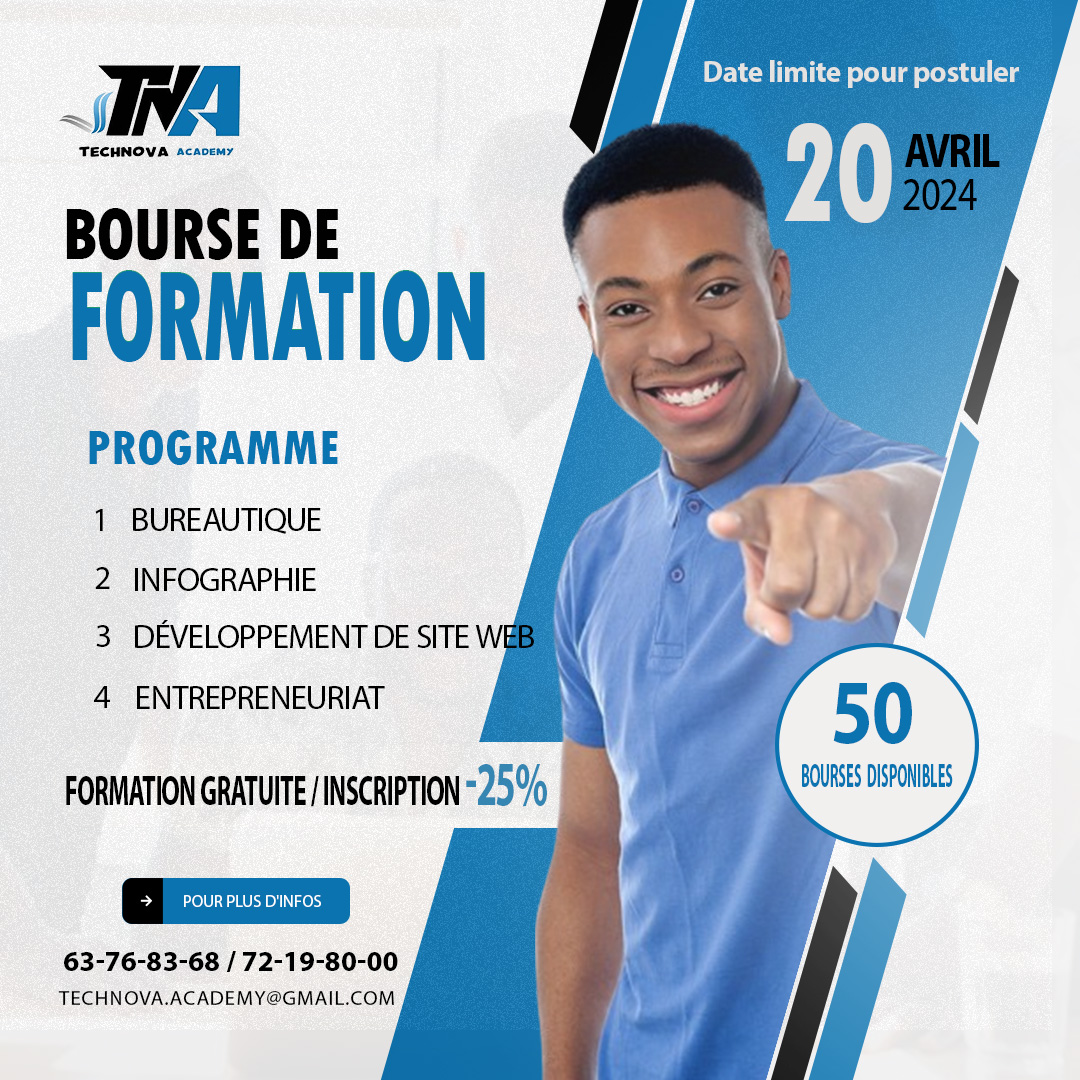 TNA
TECHNOVA ACADEMY
Date limite pour postuler
20 AVRIL
2024
BOURSE DE
FORMATION
PROGRAMME
1 BUREAUTIQUE
2 INFOGRAPHIE
3 DÉVELOPPEMENT DE SITE WEB
4 ENTREPRENEURIAT
FORMATION GRATUITE / INSCRIPTION -25%
50
BOURSES DISPONIBLES
POUR PLUS D'INFOS
63-76-83-68 / 72-19-80-00
TECHNOVA.ACADEMY@GMAIL.COM